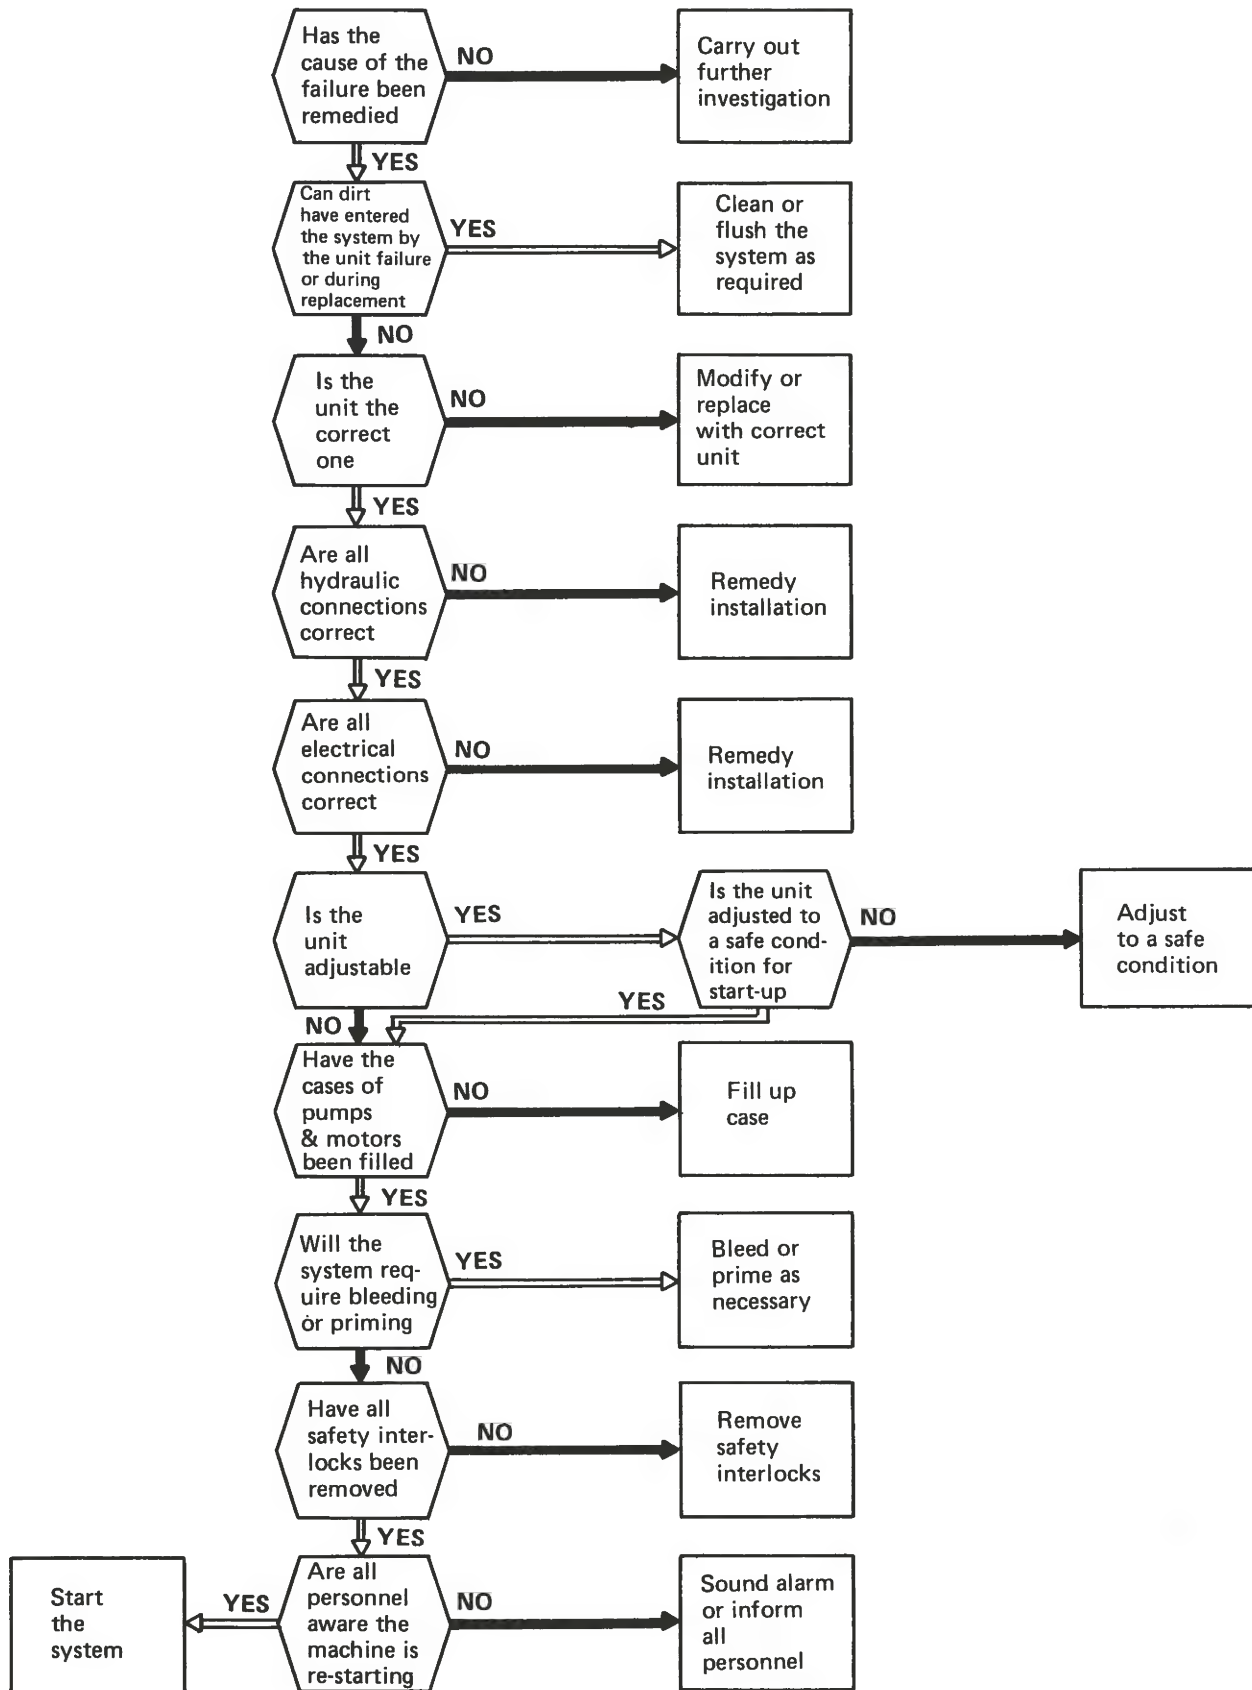 Has the
cause of the
failure been
remedied
NO
Carry out
further
investigation
YES
Can dirt
have entered
the system by
the unit failure
or during
replacement
YES
Clean or
flush the
system as
required
NO
Is the
unit the
correct
one
NO
Modify or
replace
with correct
unit
YES
Are all
hydraulic
connections
correct
NO
Remedy
installation
YES
Are all
electrical
connections
correct
NO
Remedy
installation
YES
Is the
unit
adjustable
YES
Is the unit
adjusted to
a safe cond-
ition for
start-up
NO
Adjust
to a safe
condition
YES
NO
Have the
cases of
pumps
& motors
been filled
NO
Fill up
case
YES
Will the
system req-
uire bleeding
or priming
YES
Bleed or
prime as
necessary
NO
Have all
safety inter-
locks been
removed
NO
Remove
safety
interlocks
YES
Start
the
system
YES
Are all
personnel
aware the
machine is
re-starting
NO
Sound alarm
or inform
all
personnel